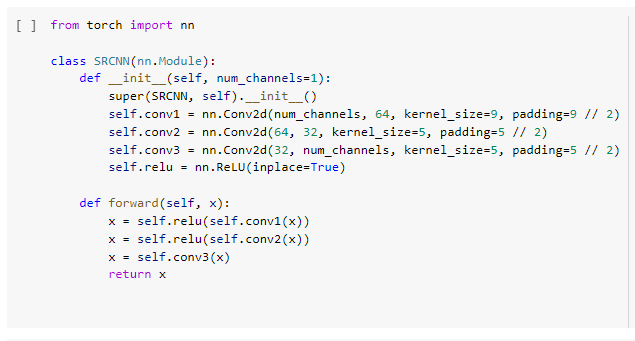 [ ] from torch import nn
class SRCNN(nn.Module):
    def __init__(self, num_channels=1):
        super(SRCNN, self).__init__()
        self.conv1 = nn.Conv2d(num_channels, 64, kernel_size=9, padding=9 // 2)
        self.conv2 = nn.Conv2d(64, 32, kernel_size=5, padding=5 // 2)
        self.conv3 = nn.Conv2d(32, num_channels, kernel_size=5, padding=5 // 2)
        self.relu = nn.ReLU(inplace=True)
    def forward(self, x):
        x = self.relu(self.conv1(x))
        x = self.relu(self.conv2(x))
        x = self.conv3(x)
        return x